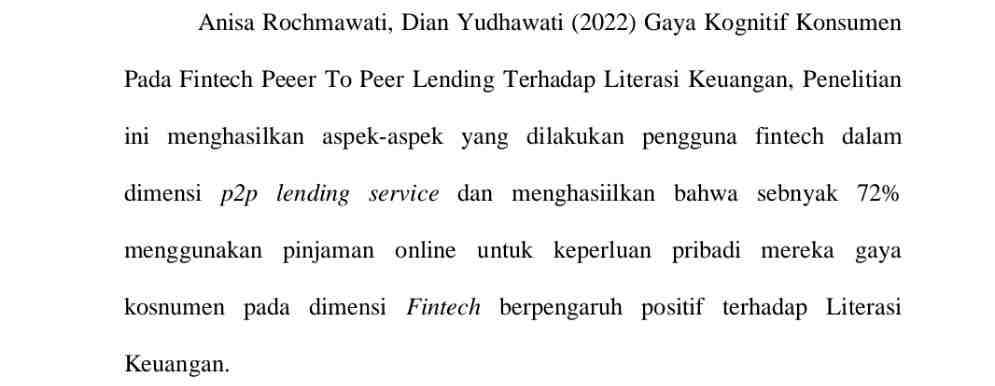 Anisa Rochmawati, Dian Yudhawati (2022) Gaya Kognitif Konsumen
Pada Fintech Peeer To Peer Lending Terhadap Literasi Keuangan, Penelitian
ini menghasilkan aspek-aspek yang dilakukan pengguna fintech dalam
dimensi p2p lending service dan menghasiilkan bahwa sebnyak 72%
menggunakan pinjaman online untuk keperluan pribadi mereka gaya
kosnumen pada dimensi Fintech berpengaruh positif terhadap Literasi
Keuangan.